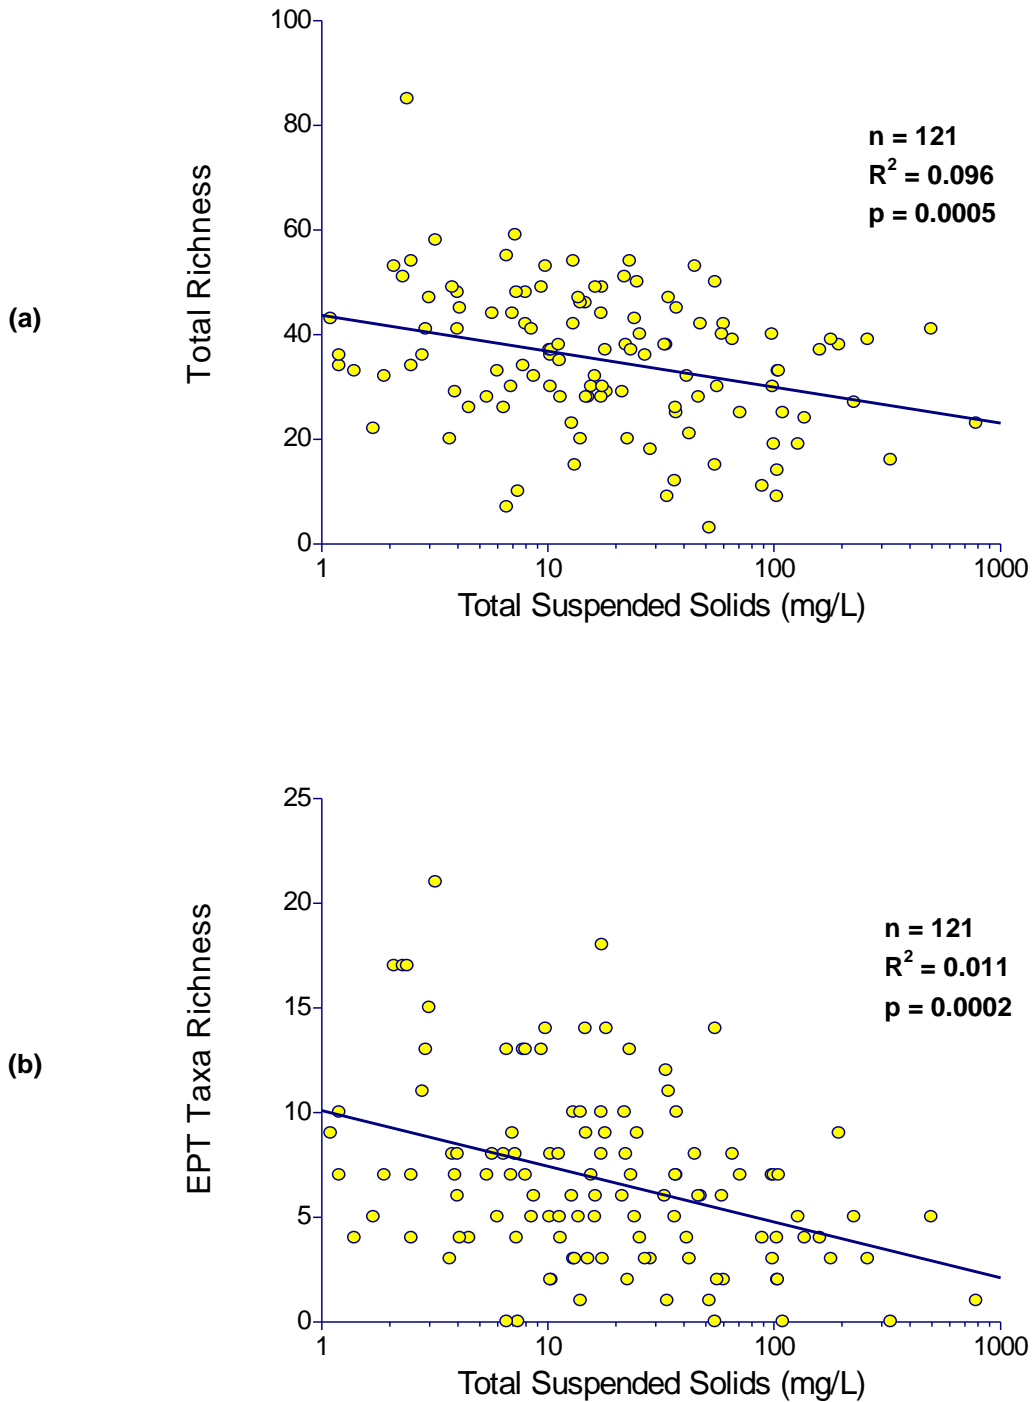 (a)
Total Richness
100
80
60
40
20
0
n = 121
R² = 0.096
p = 0.0005
1 10 100 1000
Total Suspended Solids (mg/L)
(b)
EPT Taxa Richness
25
20
15
10
5
0
n = 121
R² = 0.011
p = 0.0002
1 10 100 1000
Total Suspended Solids (mg/L)